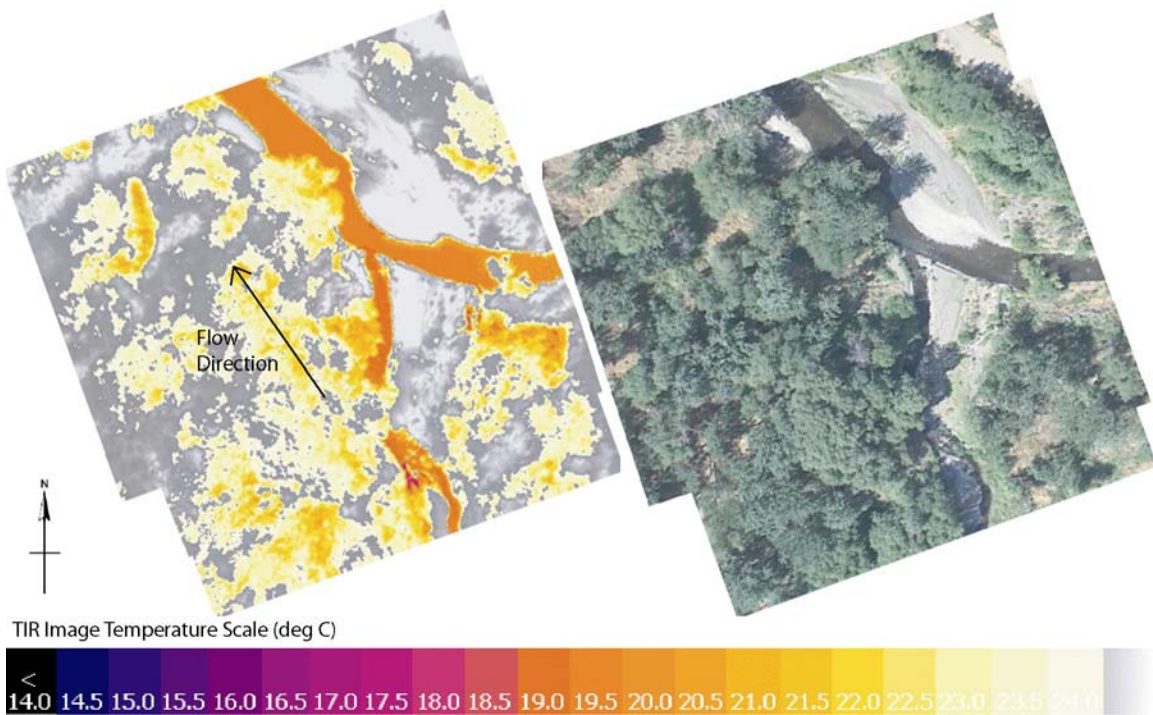 Flow
Direction
N
TIR Image Temperature Scale (deg C)
<
14.0 14.5 15.0 15.5 16.0 16.5 17.0 17.5 18.0 18.5 19.0 19.5 20.0 20.5 21.0 21.5 22.0 22.5 23.0 23.5 24.0